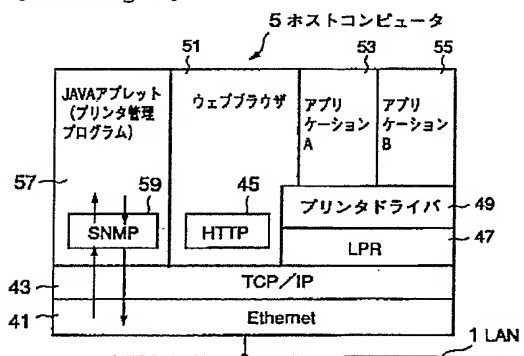 51
5 ホストコンピュータ
53
55
JAVAアプレット
(プリンタ管理
プログラム)
ウェブブラウザ
アプリ
ケーション
A
アプリ
ケーション
B
57
59
SNMP
45
HTTP
プリンタドライバ
49
LPR
47
43
TCP/IP
41
Ethernet
1 LAN